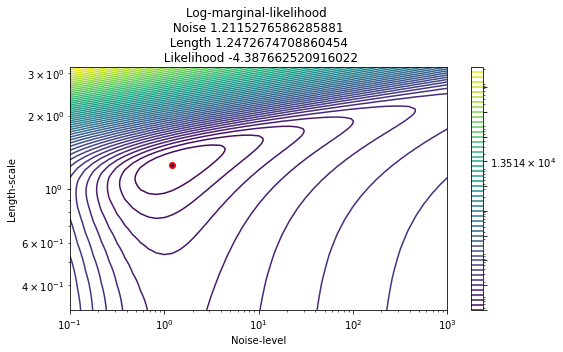 Log-marginal-likelihood
Noise 1.2115276586285881
Length 1.2472674708860454
Likelihood -4.387662520916022
3 × 10⁰
2 × 10⁰
10⁰
6 × 10⁻¹
4 × 10⁻¹
Length-scale
10⁻¹
10⁰
10¹
10²
10³
Noise-level
1.3514 × 10⁴